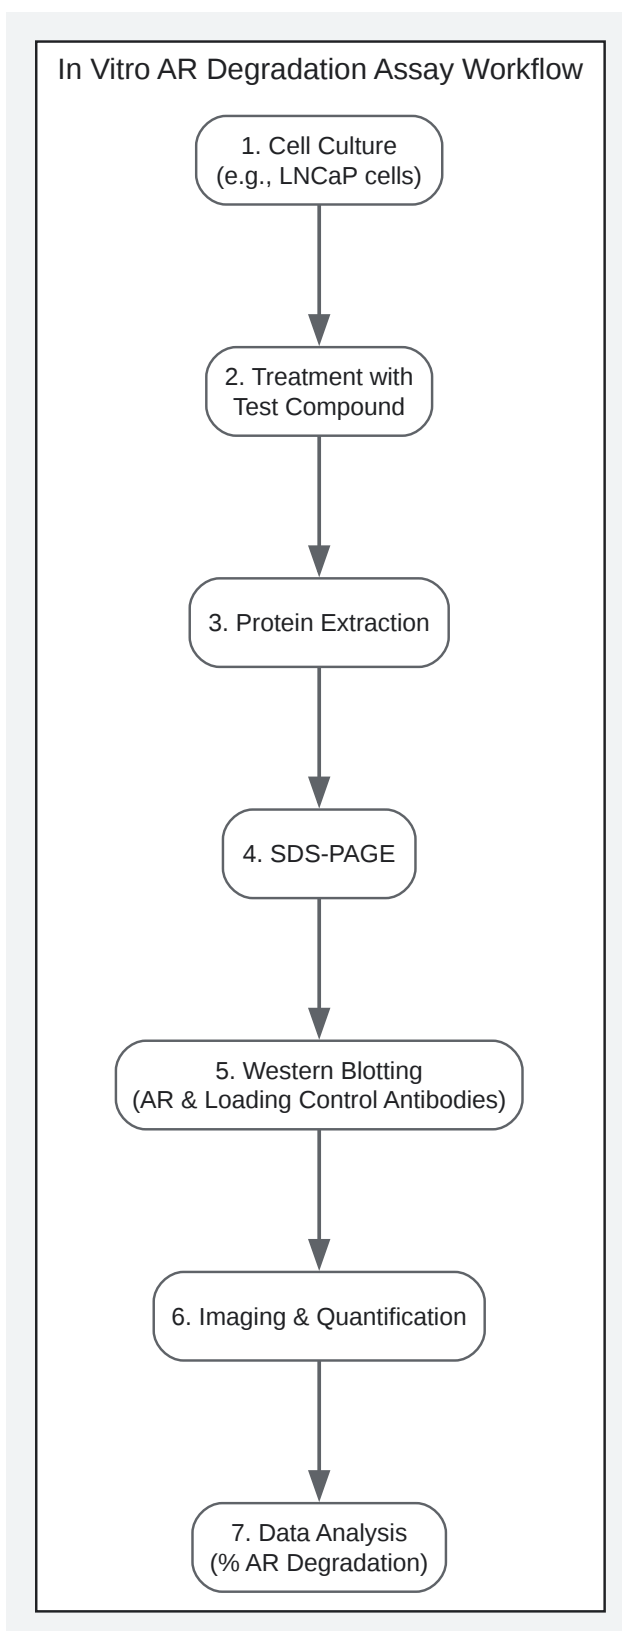 In Vitro AR Degradation Assay Workflow
1. Cell Culture
(e.g., LNCaP cells)
2. Treatment with
Test Compound
3. Protein Extraction
4. SDS-PAGE
5. Western Blotting
(AR & Loading Control Antibodies)
6. Imaging & Quantification
7. Data Analysis
(% AR Degradation)